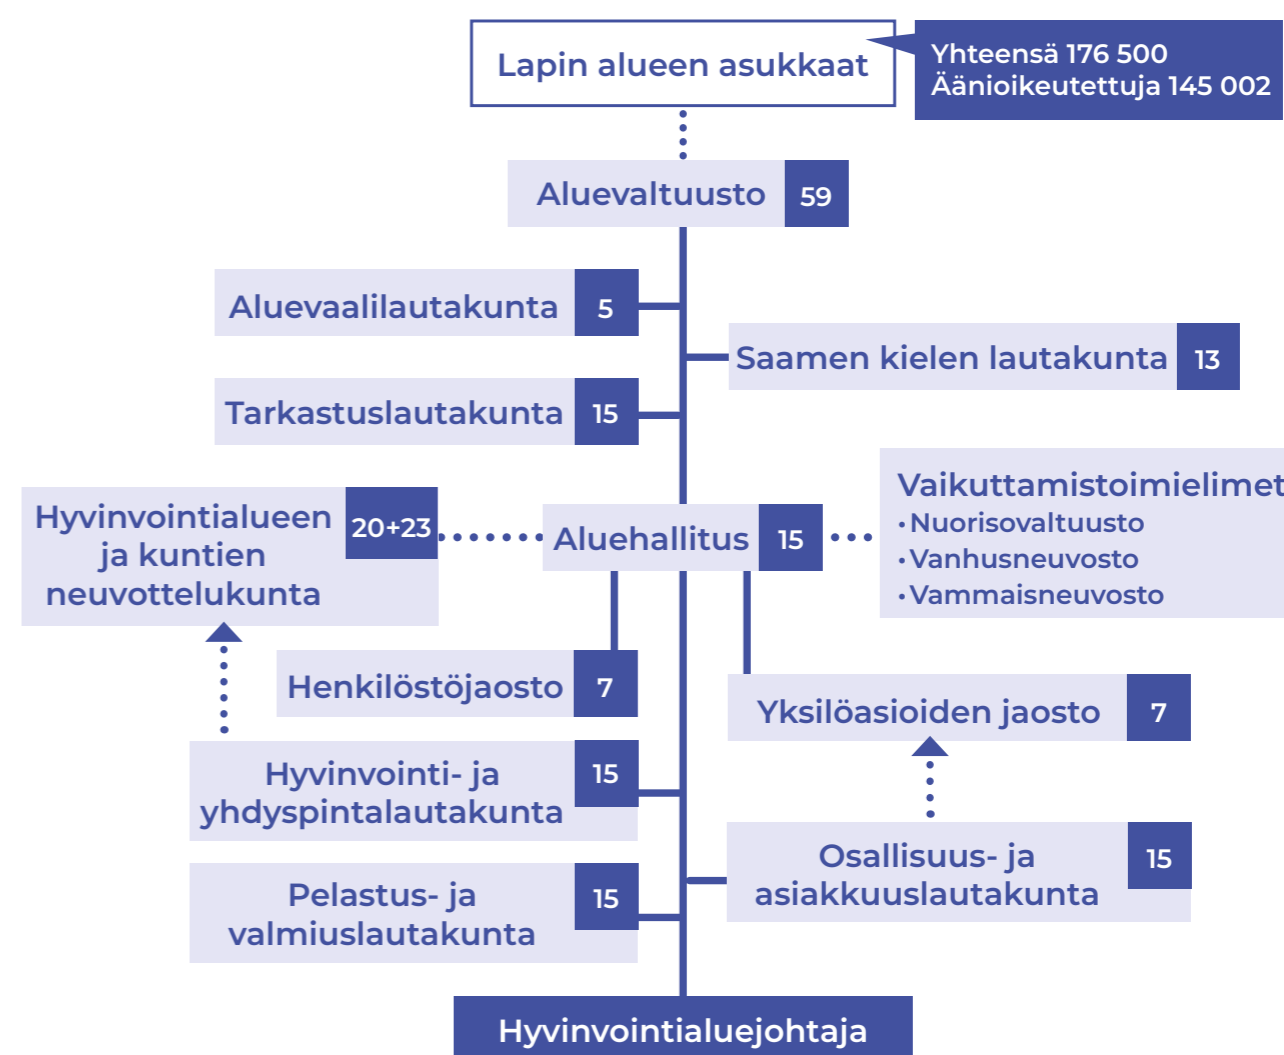 Lapin alueen asukkaat
Yhteensä 176 500
Äänioikeutettuja 145 002
Aluevaltuusto 59
Aluevaalilautakunta 5
Saamen kielen lautakunta 13
Tarkastuslautakunta 15
Hyvinvointialueen
ja kuntien
neuvottelukunta
20+23
Aluehallitus 15
Vaikuttamistoimielimet
• Nuorisovaltuusto
• Vanhusneuvosto
• Vammaisneuvosto
Henkilöstöjaosto 7
Yksilöasioiden jaosto 7
Hyvinvointi- ja
yhdyspintalautakunta
15
Osallisuus- ja
asiakkuuslautakunta
15
Pelastus- ja
valmiuslautakunta
15
Hyvinvointialuejohtaja